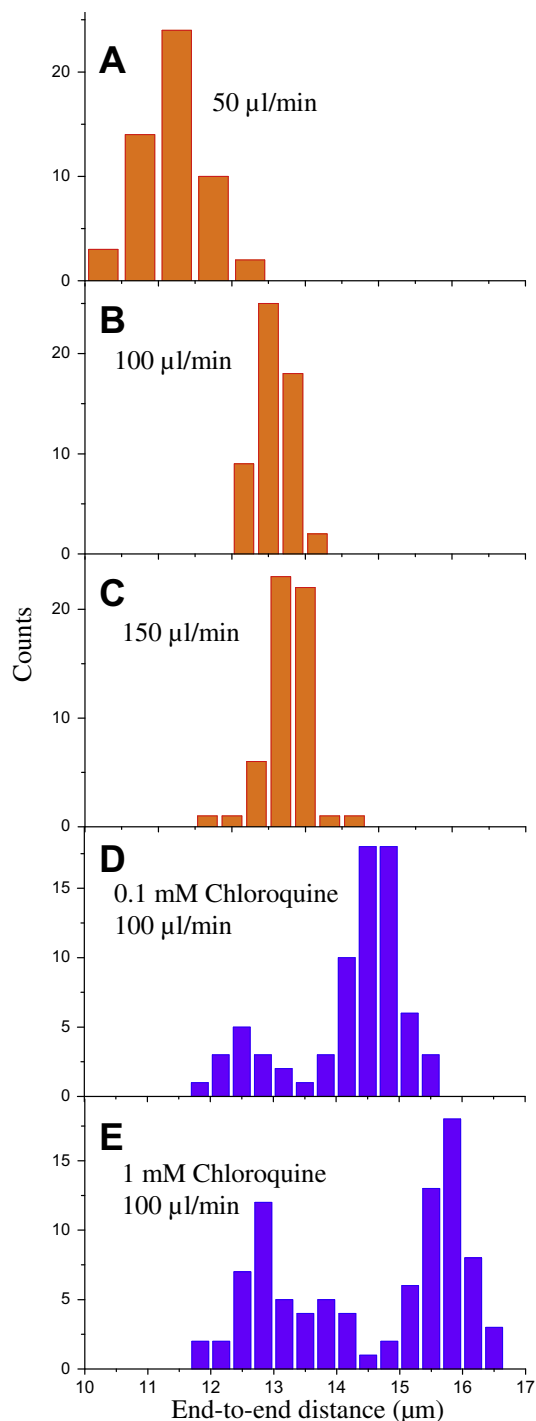 A
50 µl/min
20
10
0
B
100 µl/min
20
10
0
C
150 µl/min
20
10
0
Counts
D
0.1 mM Chloroquine
100 µl/min
15
10
5
0
E
1 mM Chloroquine
100 µl/min
15
10
5
0
10 11 12 13 14 15 16 17
End-to-end distance (µm)